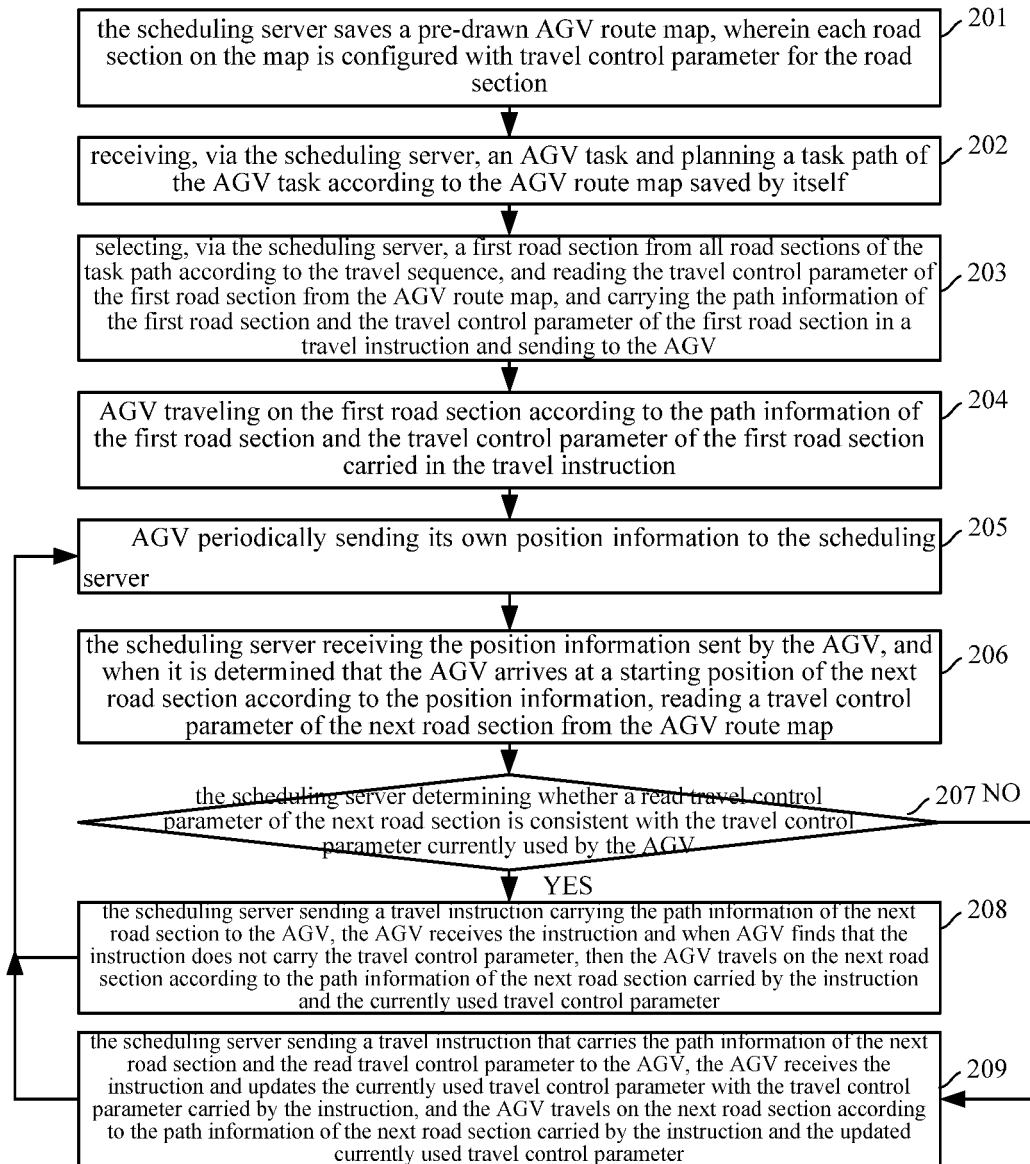 the scheduling server saves a pre-drawn AGV route map, wherein each road
section on the map is configured with travel control parameter for the road
section
201
receiving, via the scheduling server, an AGV task and planning a task path of
the AGV task according to the AGV route map saved by itself
202
selecting, via the scheduling server, a first road section from all road sections of the
task path according to the travel sequence, and reading the travel control parameter of
the first road section from the AGV route map, and carrying the path information of
the first road section and the travel control parameter of the first road section in a
travel instruction and sending to the AGV
203
AGV traveling on the first road section according to the path information of
the first road section and the travel control parameter of the first road section
carried in the travel instruction
204
AGV periodically sending its own position information to the scheduling
server
205
the scheduling server receiving the position information sent by the AGV, and
when it is determined that the AGV arrives at a starting position of the next
road section according to the position information, reading a travel control
parameter of the next road section from the AGV route map
206
the scheduling server determining whether a read travel control
parameter of the next road section is consistent with the travel control
parameter currently used by the AGV
207 NO
YES
the scheduling server sending a travel instruction carrying the path information of the next
road section to the AGV, the AGV receives the instruction and when AGV finds that the
instruction does not carry the travel control parameter, then the AGV travels on the next road
section according to the path information of the next road section carried by the instruction
and the currently used travel control parameter
208
the scheduling server sending a travel instruction that carries the path information of the next
road section and the read travel control parameter to the AGV, the AGV receives the
instruction and updates the currently used travel control parameter with the travel control
parameter carried by the instruction, and the AGV travels on the next road section according
to the path information of the next road section carried by the instruction and the updated
currently used travel control parameter
209